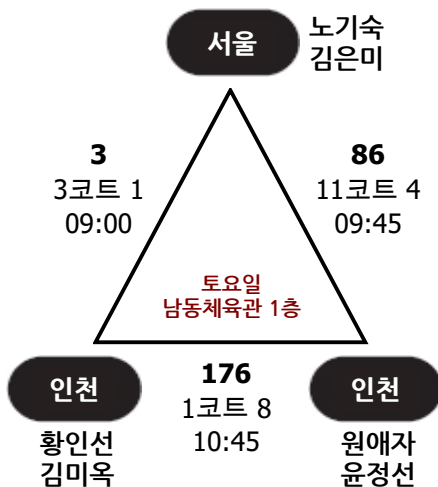 서울
노기숙
김은미
3
3코트 1
09:00
86
11코트 4
09:45
토요일
남동체육관 1층
인천
황인선
김미옥
176
1코트 8
10:45
인천
원애자
윤정선